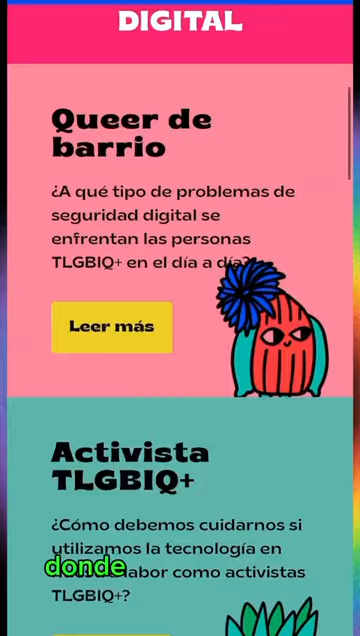 DIGITAL
Queer de
barrio
¿A qué tipo de problemas de
seguridad digital se
enfrentan las personas
TLGBIQ+ en el día a día?
Leer más
Activista
TLGBIQ+
¿Cómo debemos cuidarnos si
utilizamos la tecnología en
donde
labor como activistas
TLGBIQ+?